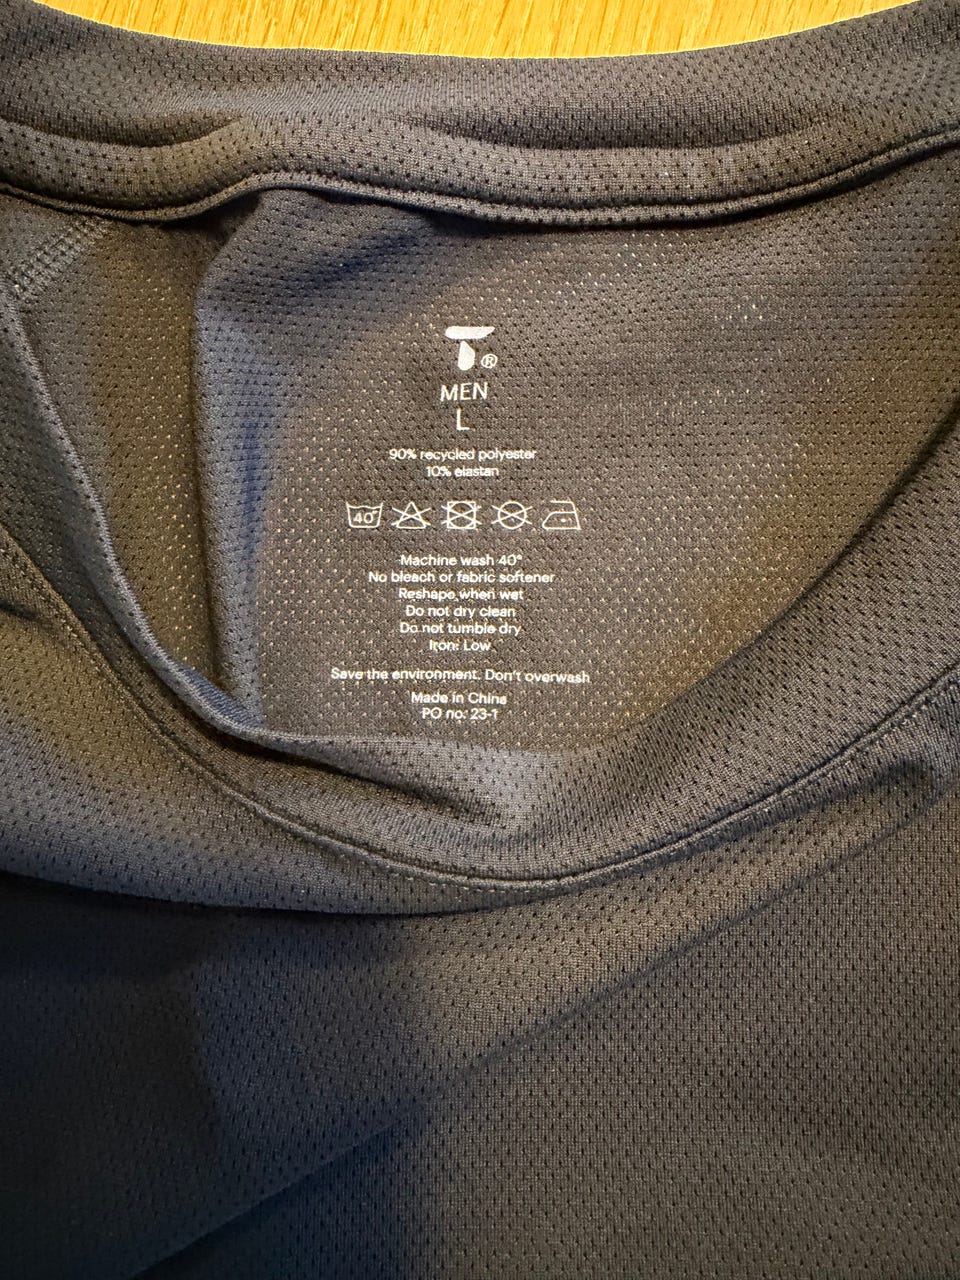 T®
MEN
L
90% recycled polyester
10% elastan
40
Machine wash 40°
No bleach or fabric softener
Reshape when wet
Do not dry clean
Do not tumble dry
Iron: Low
Save the environment. Don't overwash
Made in China
PO no: 23-1